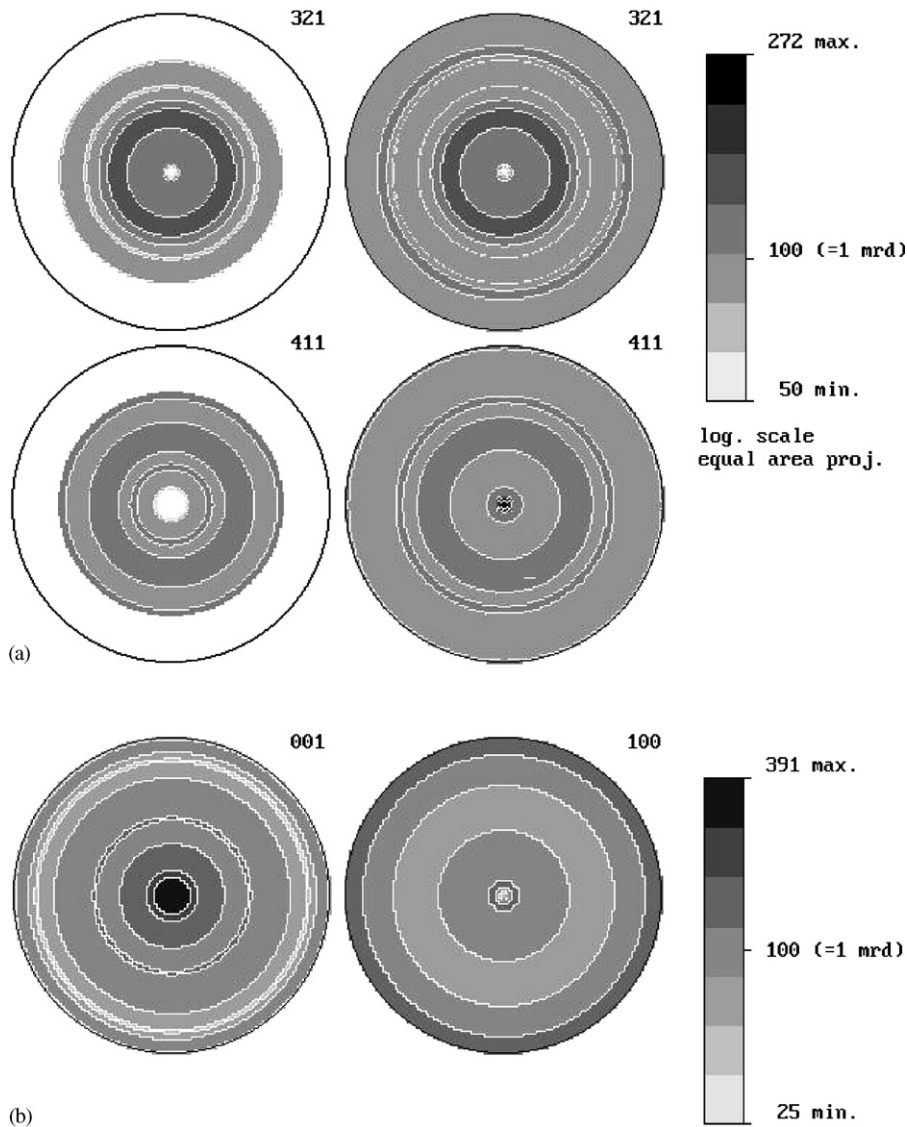 321
321
272 max.
100 (=1 mrd)
50 min.
log. scale
equal area proj.
411
411
(a)
001
100
391 max.
100 (=1 mrd)
25 min.
(b)